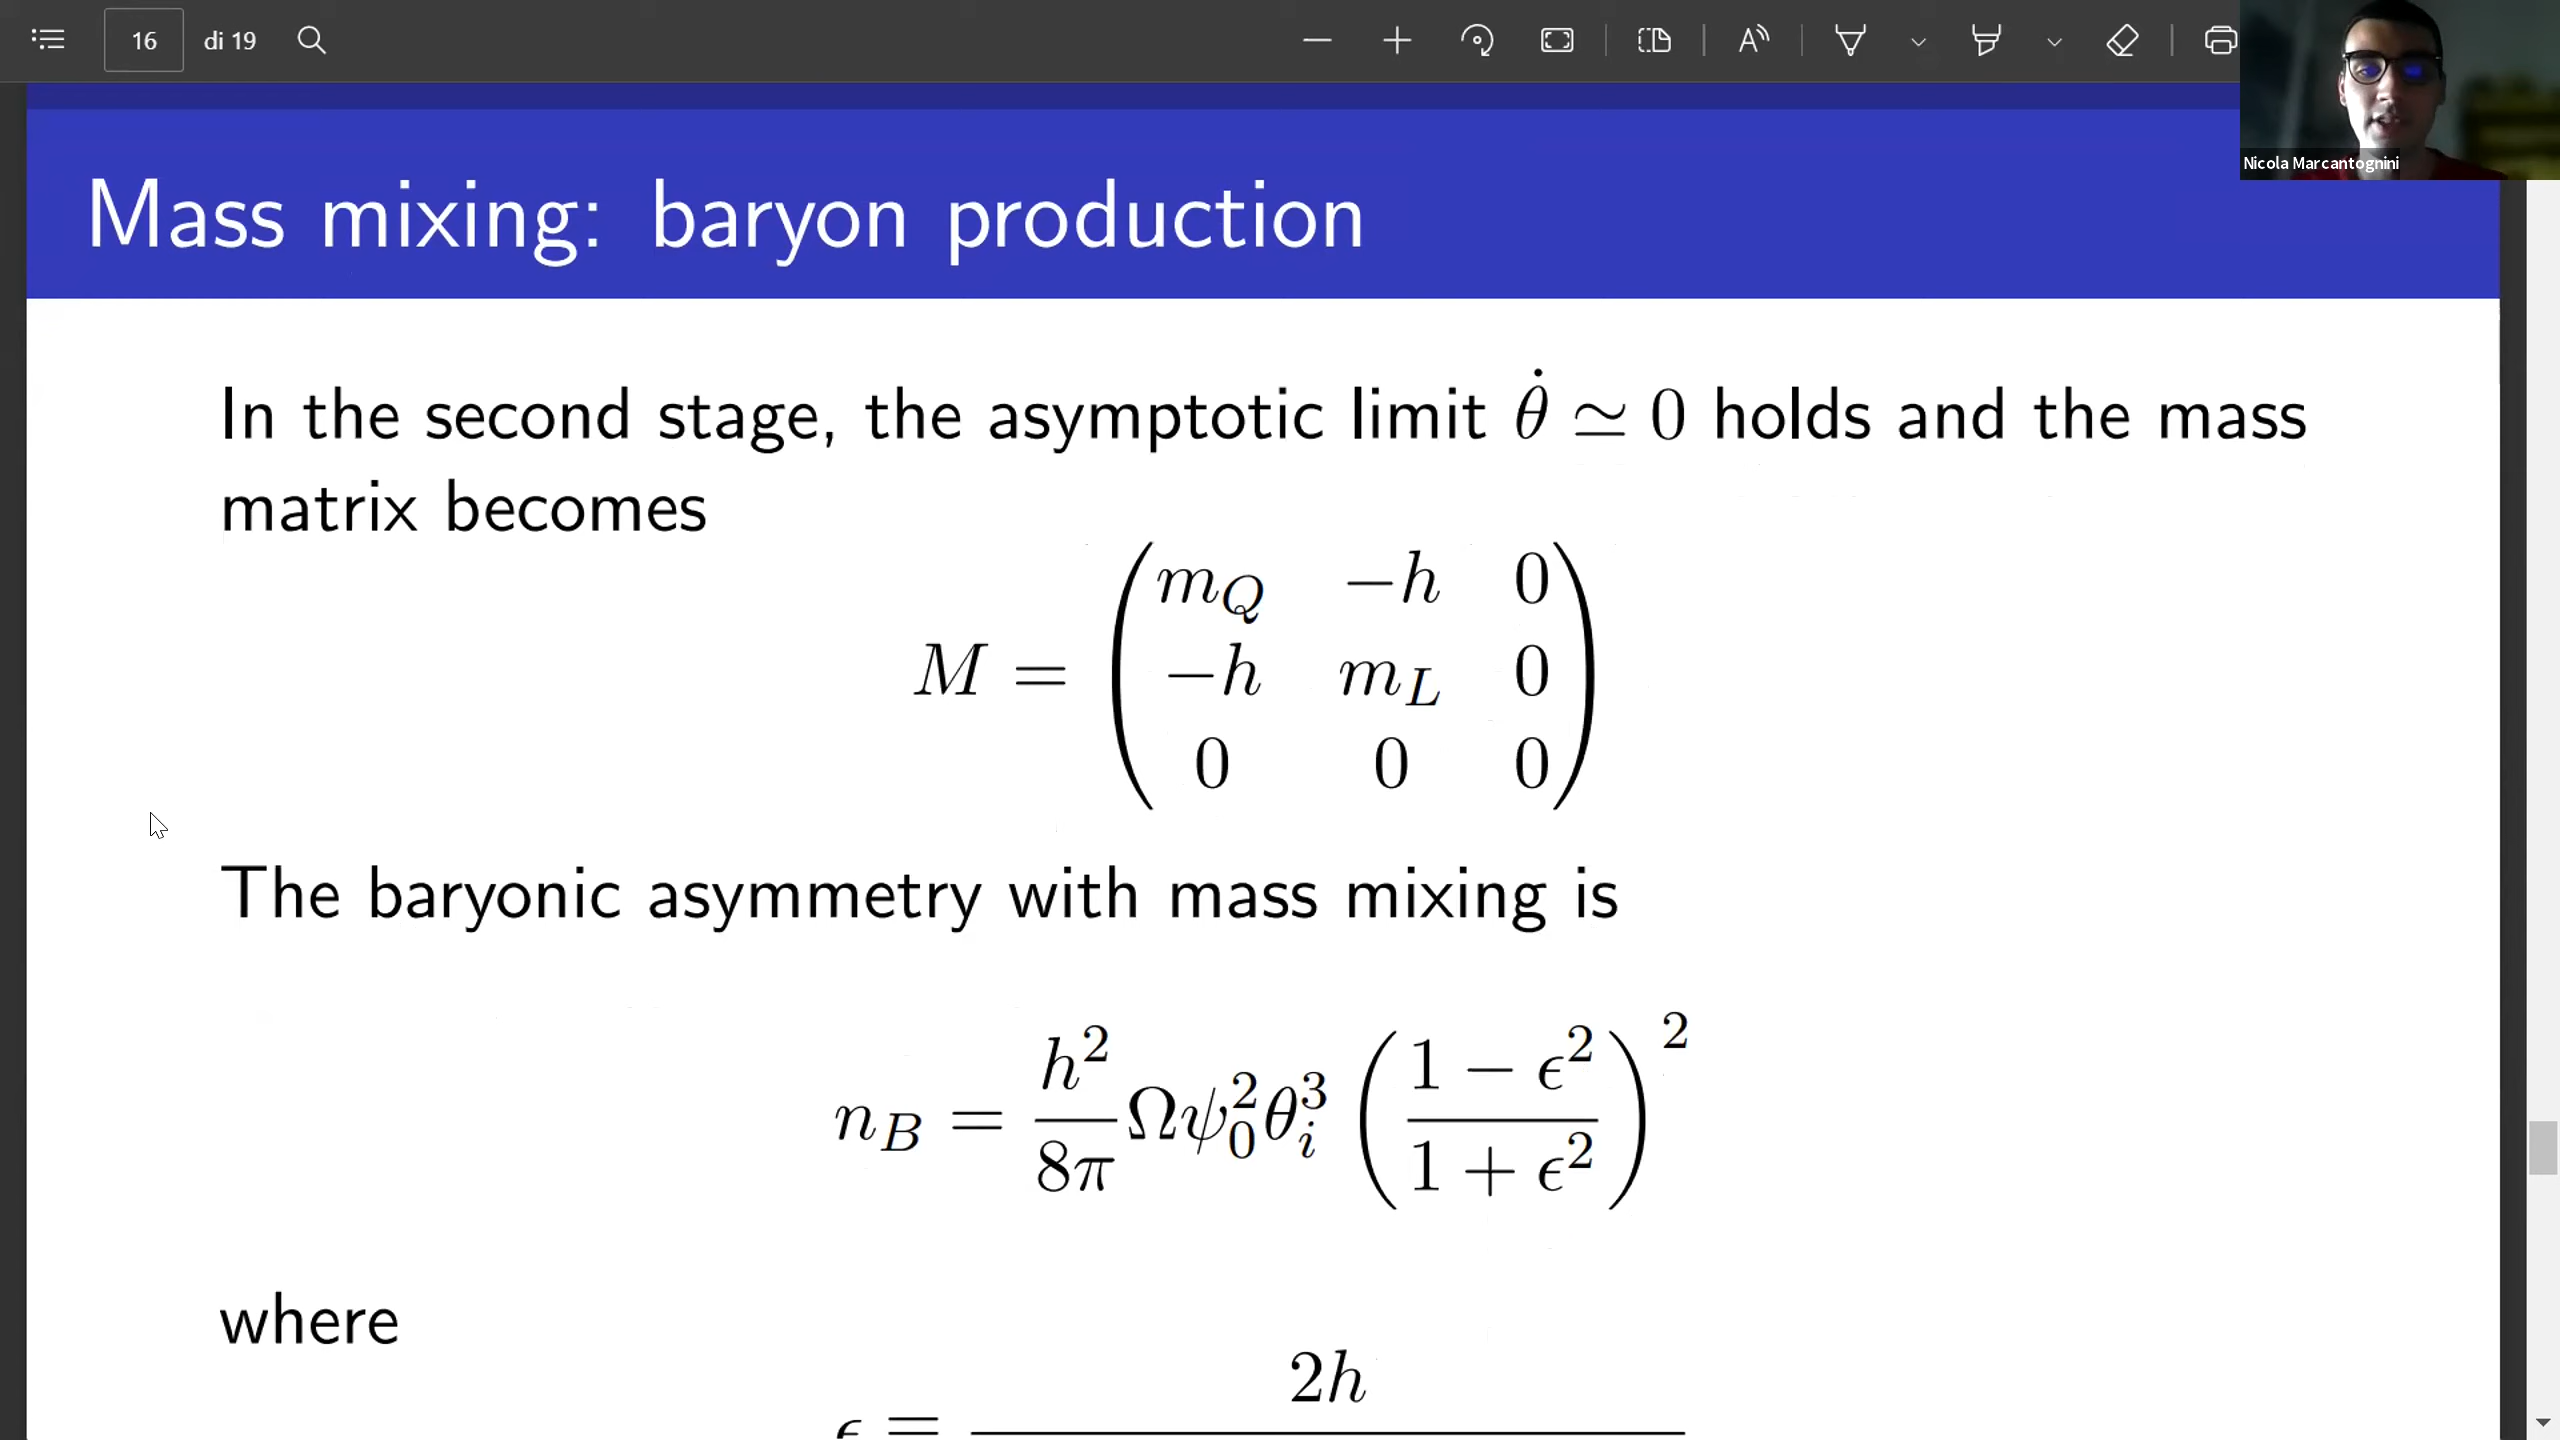 16 di 19
Nicola Marcantognini
Mass mixing: baryon production
In the second stage, the asymptotic limit θ̇ ≃ 0 holds and the mass
matrix becomes
M = (m_Q −h 0
−h m_L 0
0 0 0)
The baryonic asymmetry with mass mixing is
n_B = h²/8π Ωψ₀²θᵢ³ ((1 − ϵ²)/(1 + ϵ²))²
where
ϵ = 2h